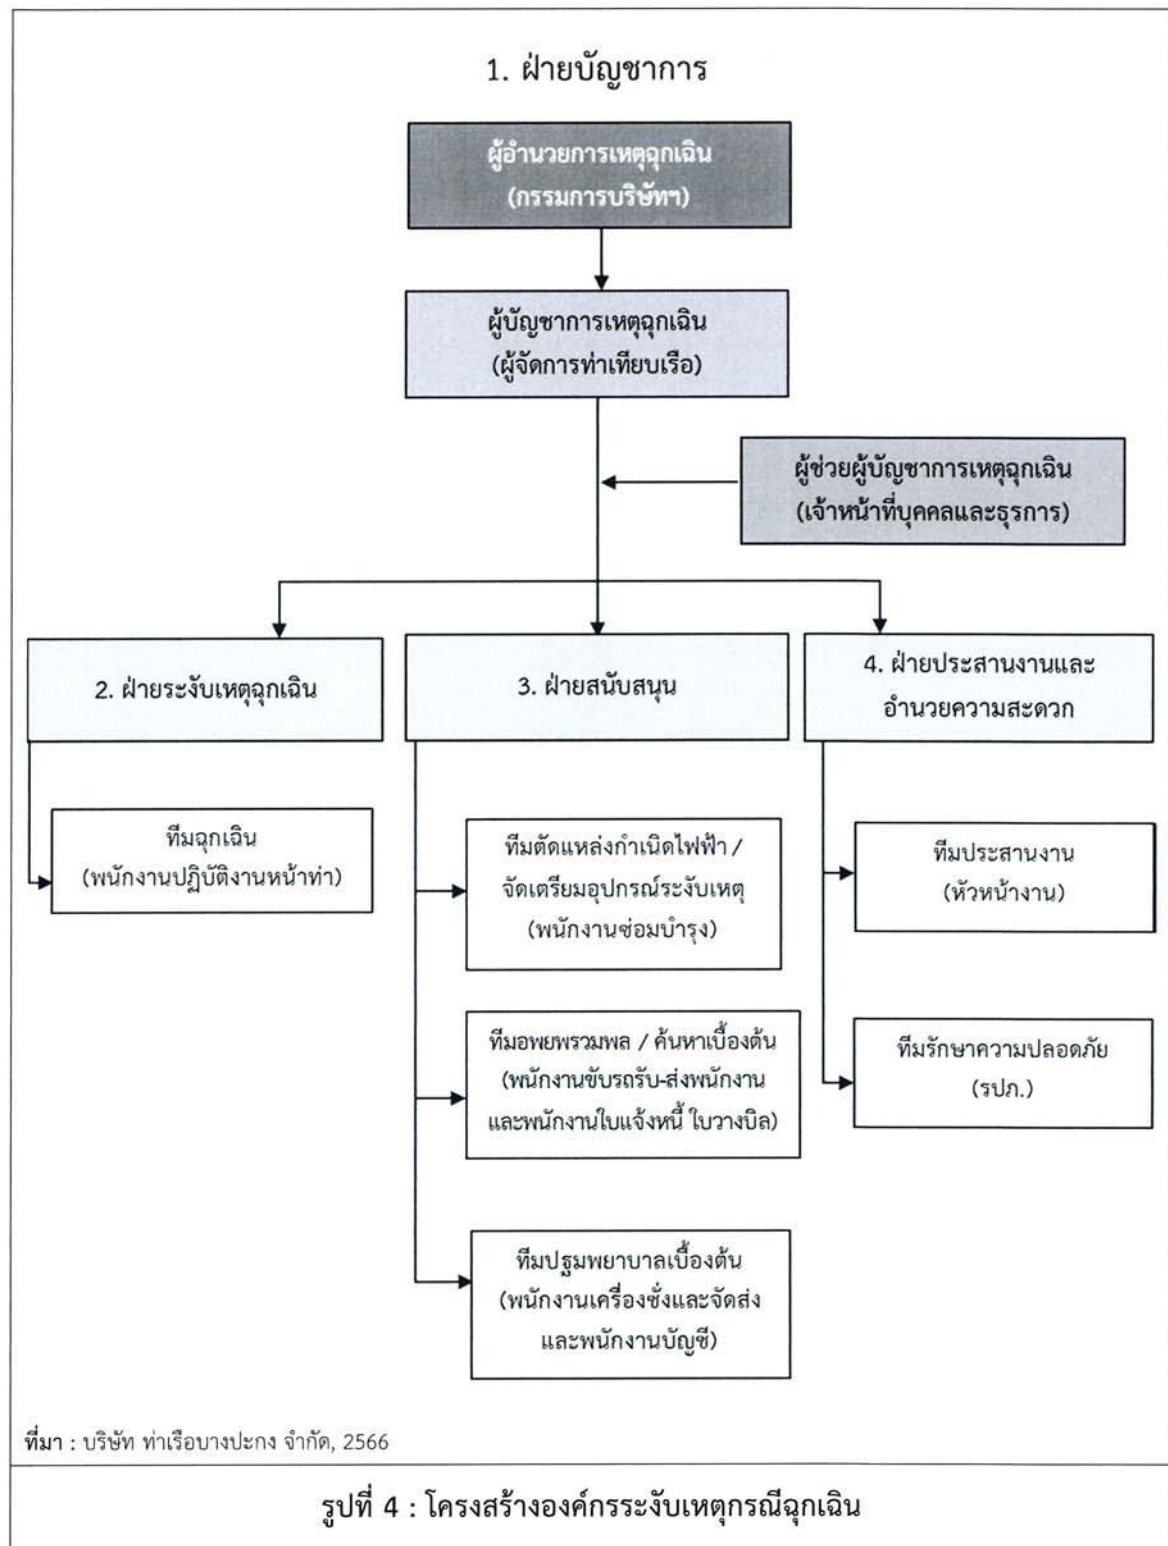 1. ฝ่ายบัญชาการ
ผู้อำนวยการเหตุฉุกเฉิน
(กรรมการบริษัทฯ)
ผู้บัญชาการเหตุฉุกเฉิน
(ผู้จัดการท่าเทียบเรือ)
ผู้ช่วยผู้บัญชาการเหตุฉุกเฉิน
(เจ้าหน้าที่บุคคลและธุรการ)
2. ฝ่ายระงับเหตุฉุกเฉิน
ทีมฉุกเฉิน
(พนักงานปฏิบัติงานหน้าท่า)
3. ฝ่ายสนับสนุน
ทีมตัดแหล่งกำเนิดไฟฟ้า /
จัดเตรียมอุปกรณ์ระงับเหตุ
(พนักงานซ่อมบำรุง)
ทีมอพยพรวมพล / ค้นหาเบื้องต้น
(พนักงานขับรถรับ-ส่งพนักงาน
และพนักงานใบแจ้งหนี้ ใบวางบิล)
ทีมปฐมพยาบาลเบื้องต้น
(พนักงานเครื่องชั่งและจัดส่ง
และพนักงานบัญชี)
4. ฝ่ายประสานงานและ
อำนวยความสะดวก
ทีมประสานงาน
(หัวหน้างาน)
ทีมรักษาความปลอดภัย
(รปภ.)
ที่มา : บริษัท ท่าเรือบางปะกง จำกัด, 2566
รูปที่ 4 : โครงสร้างองค์กรระงับเหตุกรณีฉุกเฉิน